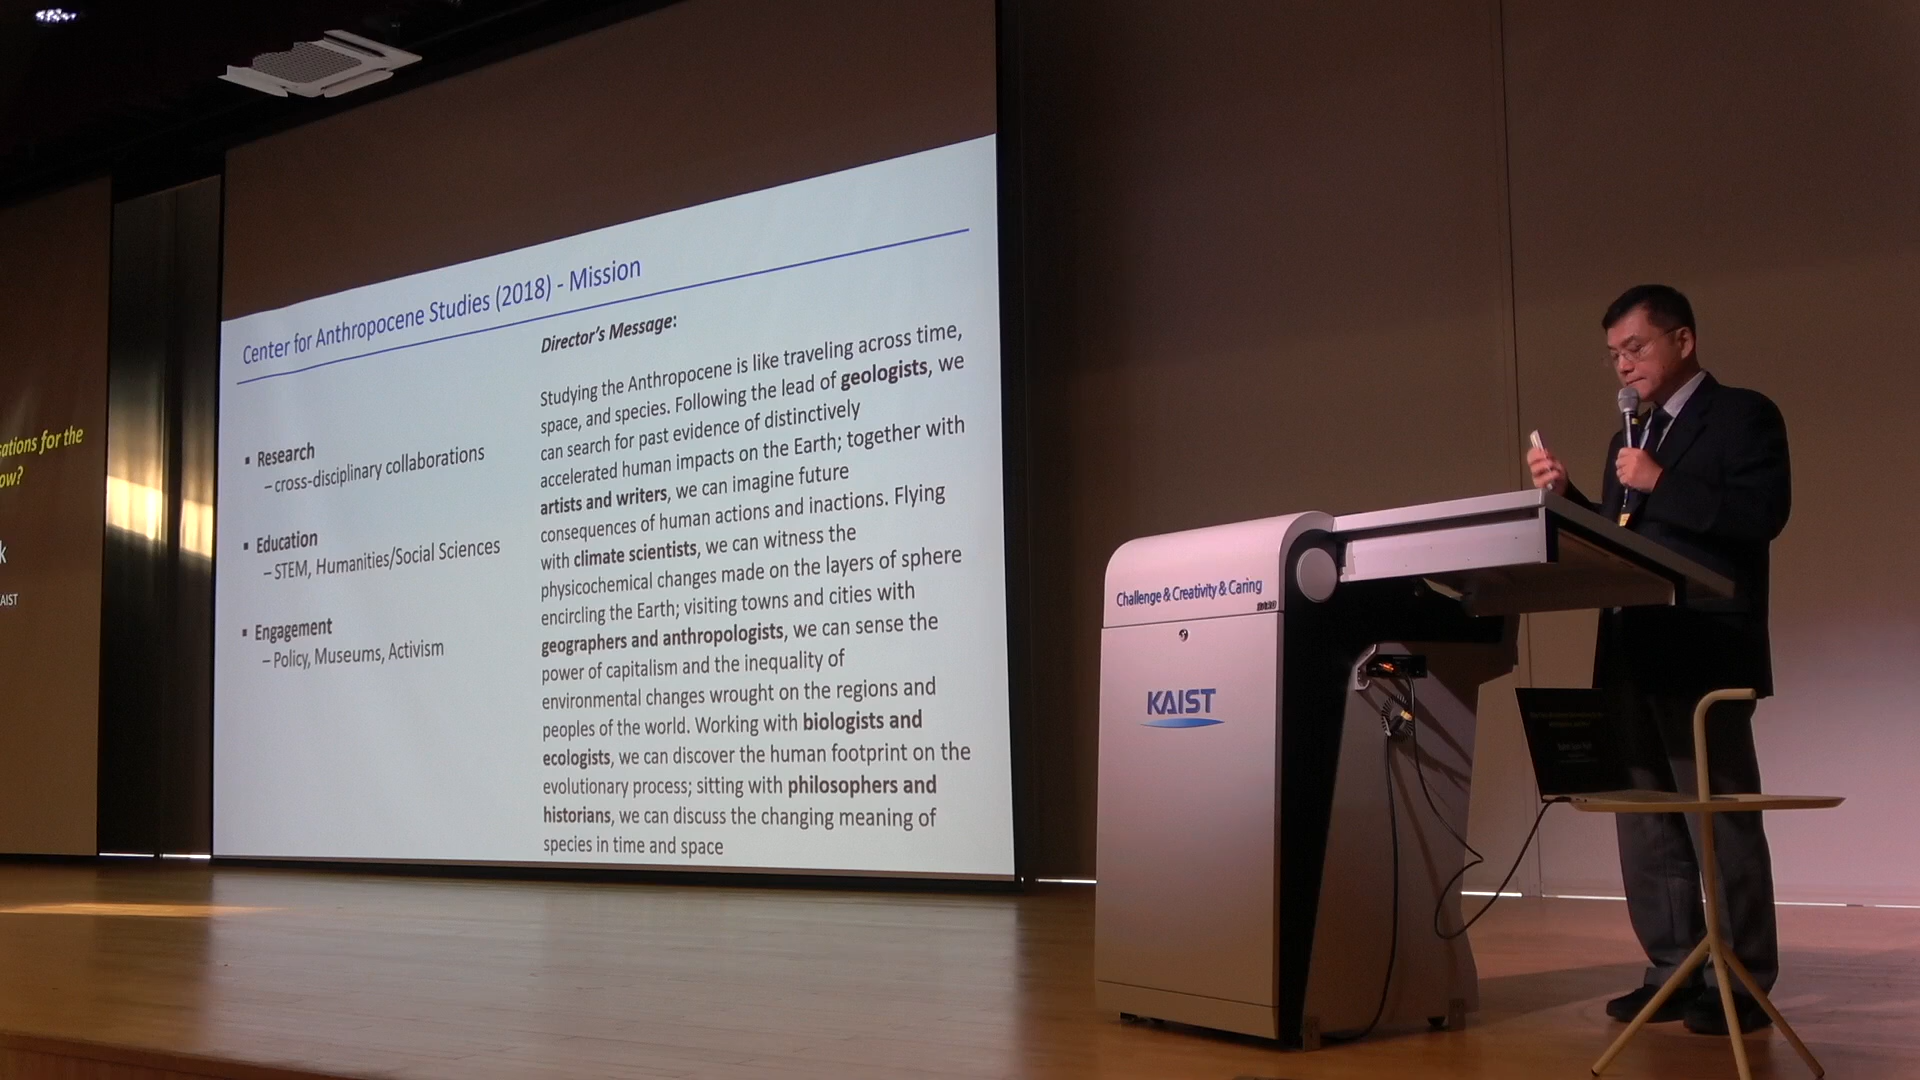 sations for the
ow?
k
AIST
Center for Anthropocene Studies (2018) - Mission
▪ Research
– cross-disciplinary collaborations
▪ Education
– STEM, Humanities/Social Sciences
▪ Engagement
– Policy, Museums, Activism
Director's Message:
Studying the Anthropocene is like traveling across time,
space, and species. Following the lead of geologists, we
can search for past evidence of distinctively
accelerated human impacts on the Earth; together with
artists and writers, we can imagine future
consequences of human actions and inactions. Flying
with climate scientists, we can witness the
physicochemical changes made on the layers of sphere
encircling the Earth; visiting towns and cities with
geographers and anthropologists, we can sense the
power of capitalism and the inequality of
environmental changes wrought on the regions and
peoples of the world. Working with biologists and
ecologists, we can discover the human footprint on the
evolutionary process; sitting with philosophers and
historians, we can discuss the changing meaning of
species in time and space
Challenge & Creativity & Caring
KAIST